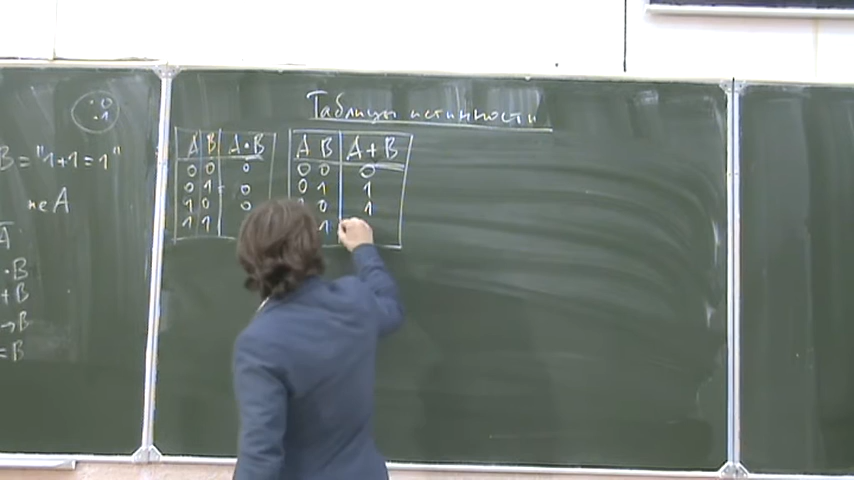 0
1
B = "1+1=1"
не A
A̅
• B
+ B
→ B
= B
Таблицы истинности
A B A • B
0 0 0
0 1 0
1 0 0
1 1
A B A + B
0 0 0
0 1 1
0 1
1